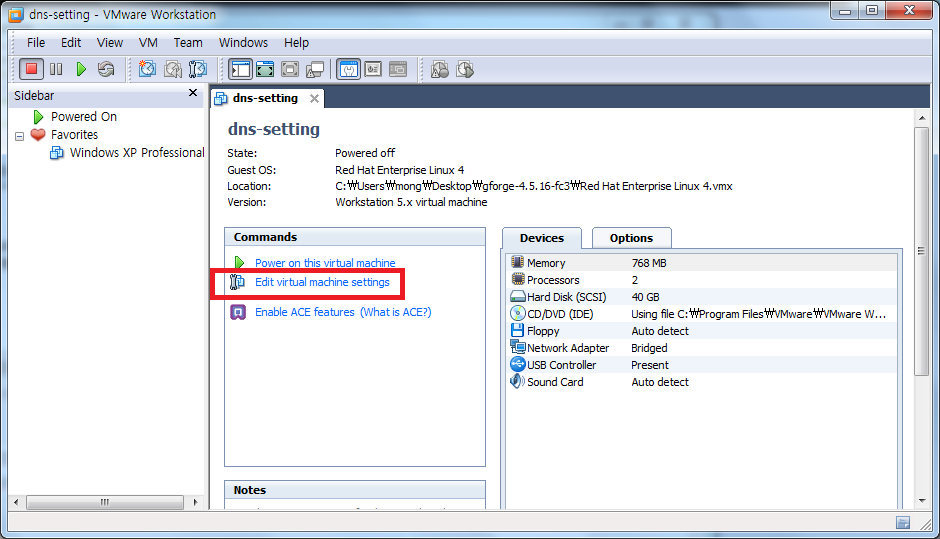 dns-setting - VMware Workstation
File Edit View VM Team Windows Help
Sidebar
Powered On
Favorites
Windows XP Professional
dns-setting
dns-setting
State: Powered off
Guest OS: Red Hat Enterprise Linux 4
Location: C:₩Users₩mong₩Desktop₩gforge-4.5.16-fc3₩Red Hat Enterprise Linux 4.vmx
Version: Workstation 5.x virtual machine
Commands
Power on this virtual machine
Edit virtual machine settings
Enable ACE features (What is ACE?)
Devices Options
Memory 768 MB
Processors 2
Hard Disk (SCSI) 40 GB
CD/DVD (IDE) Using file C:₩Program Files₩VMware₩VMware W...
Floppy Auto detect
Network Adapter Bridged
USB Controller Present
Sound Card Auto detect
Notes